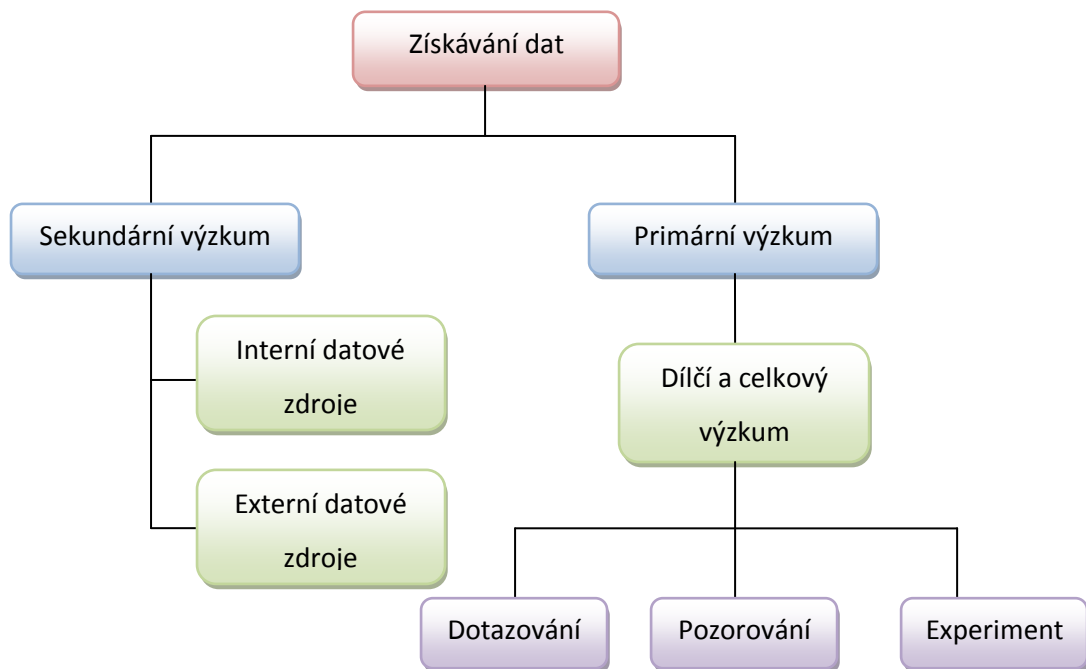 Získávání dat
Sekundární výzkum
Primární výzkum
Interní datové
zdroje
Dílčí a celkový
výzkum
Externí datové
zdroje
Dotazování
Pozorování
Experiment